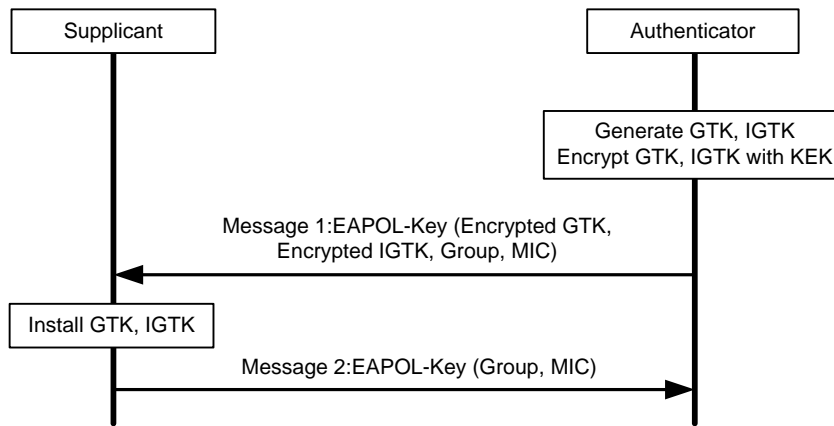 Supplicant
Authenticator
Generate GTK, IGTK
Encrypt GTK, IGTK with KEK
Message 1:EAPOL-Key (Encrypted GTK,
Encrypted IGTK, Group, MIC)
Install GTK, IGTK
Message 2:EAPOL-Key (Group, MIC)